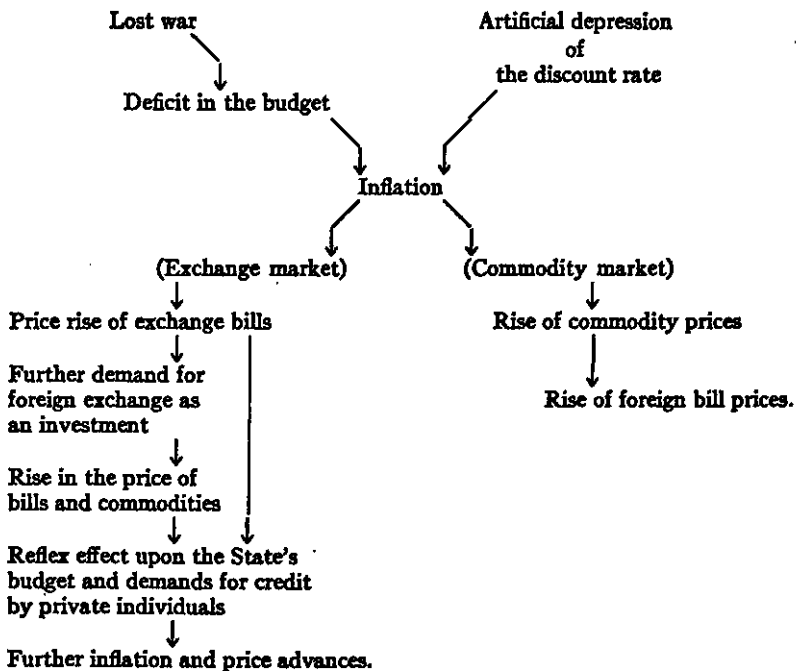 Lost war
Artificial depression
of
the discount rate
Deficit in the budget
Inflation
(Exchange market)
(Commodity market)
Price rise of exchange bills
Rise of commodity prices
Further demand for
foreign exchange as
an investment
Rise of foreign bill prices.
Rise in the price of
bills and commodities
Reflex effect upon the State's
budget and demands for credit
by private individuals
Further inflation and price advances.